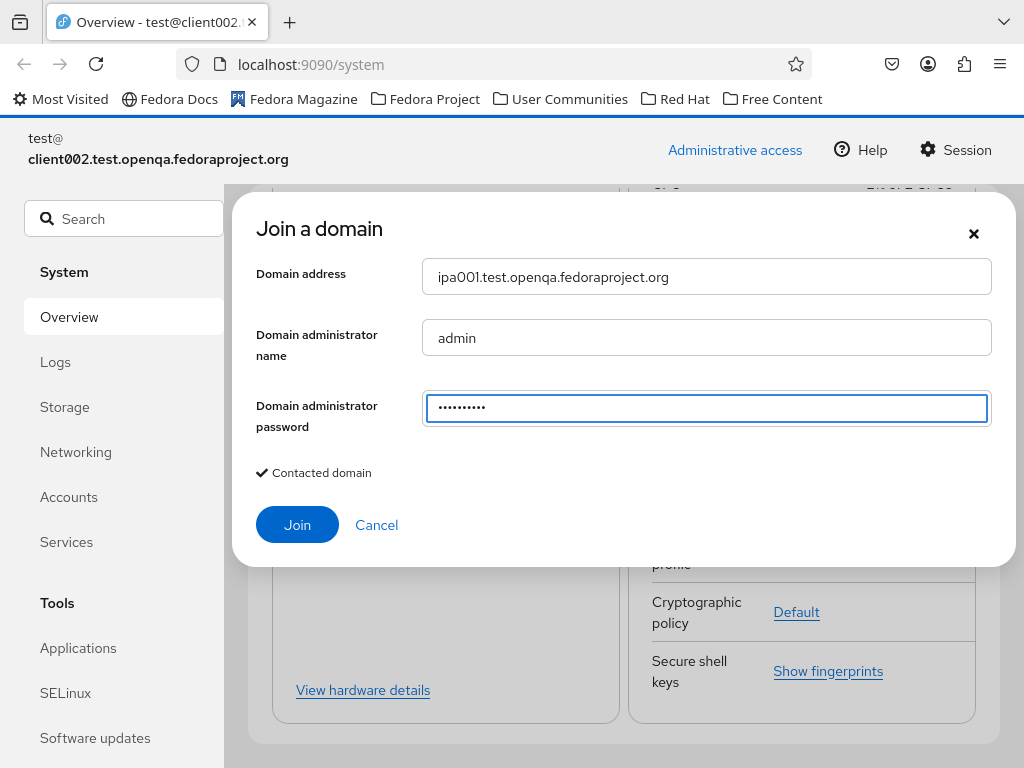 Overview - test@client002.
localhost:9090/system
Most Visited
Fedora Docs
Fedora Magazine
Fedora Project
User Communities
Red Hat
Free Content
test@
client002.test.openqa.fedoraproject.org
Administrative access
Help
Session
Search
System
Overview
Logs
Storage
Networking
Accounts
Services
Tools
Applications
SELinux
Software updates
Join a domain
Domain address
ipa001.test.openqa.fedoraproject.org
Domain administrator
name
admin
Domain administrator
password
••••••••••
Contacted domain
Join
Cancel
View hardware details
Cryptographic
policy
Default
Secure shell
keys
Show fingerprints